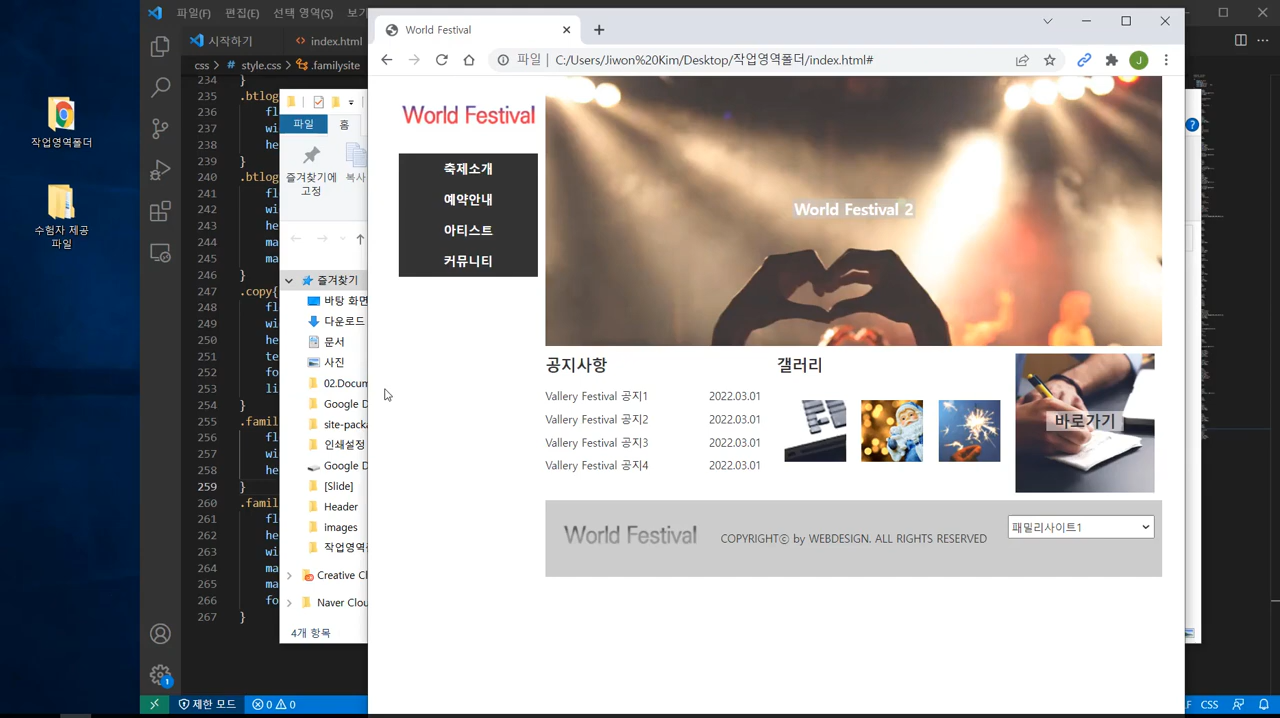 파일(F) 편집(E) 선택 영역(S) 보기
World Festival
시작하기
index.html
파일 C:/Users/Jiwon%20Kim/Desktop/작업영역폴더/index.html#
J
css > # style.css > .familysite
234 }
235 .btlog
236 fl
237 wi
238 he
239 }
240 .btlog
241 fl
242 wi
243 he
244 ma
245 ma
246 }
247 .copy{
248 fl
249 wi
250 he
251 te
252 fo
253 li
254 }
255 .famil
256 fl
257 wi
258 he
259 }
260 .famil
261 fl
262 he
263 wi
264 ma
265 ma
266 fo
267 }
작업영역폴더
수험자 제공
파일
파일 홈
즐겨찾기에
고정
복사
즐겨찾기
바탕 화면
다운로드
문서
사진
02.Docum
Google D
site-pack
인쇄설정
Google D
[Slide]
Header
images
작업영역폴
Creative Cl
Naver Clou
4개 항목
World Festival
축제소개
예약안내
아티스트
커뮤니티
World Festival 2
공지사항
Vallery Festival 공지1 2022.03.01
Vallery Festival 공지2 2022.03.01
Vallery Festival 공지3 2022.03.01
Vallery Festival 공지4 2022.03.01
갤러리
바로가기
World Festival
COPYRIGHTⓒ by WEBDESIGN. ALL RIGHTS RESERVED
패밀리사이트1
1
제한 모드 0 0
F CSS